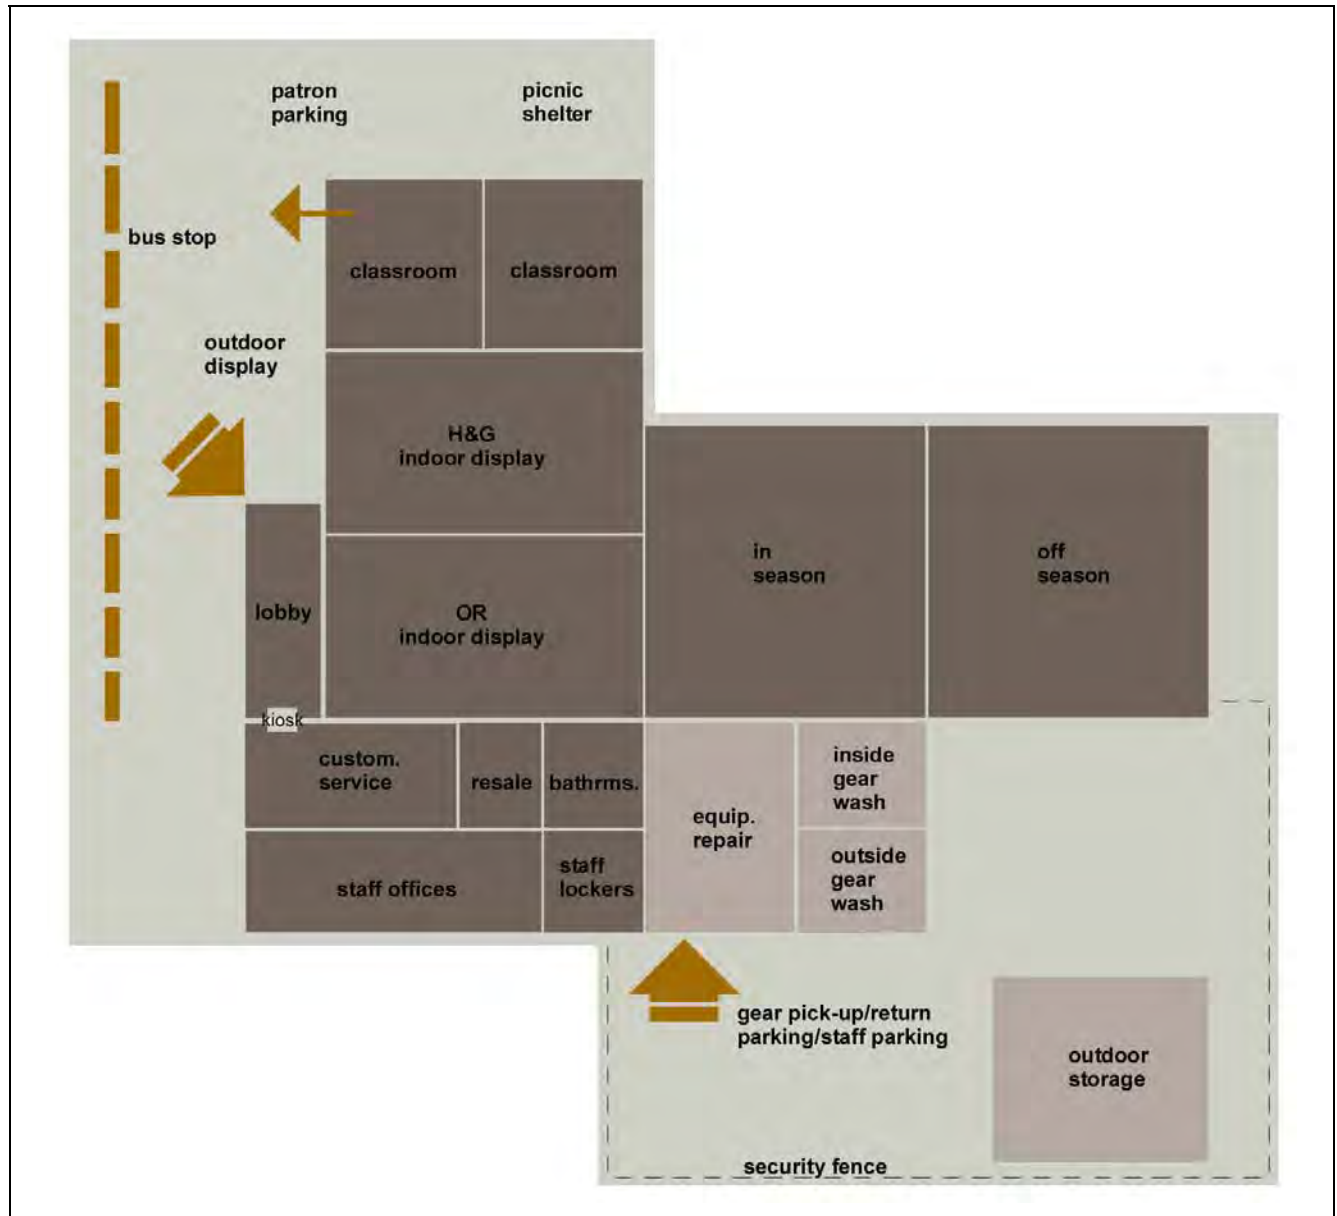 patron
parking
picnic
shelter
bus stop
classroom
classroom
outdoor
display
H&G
indoor display
in
season
off
season
lobby
OR
indoor display
kiosk
custom.
service
resale
bathrms.
equip.
repair
inside
gear
wash
staff offices
staff
lockers
outside
gear
wash
gear pick-up/return
parking/staff parking
outdoor
storage
security fence